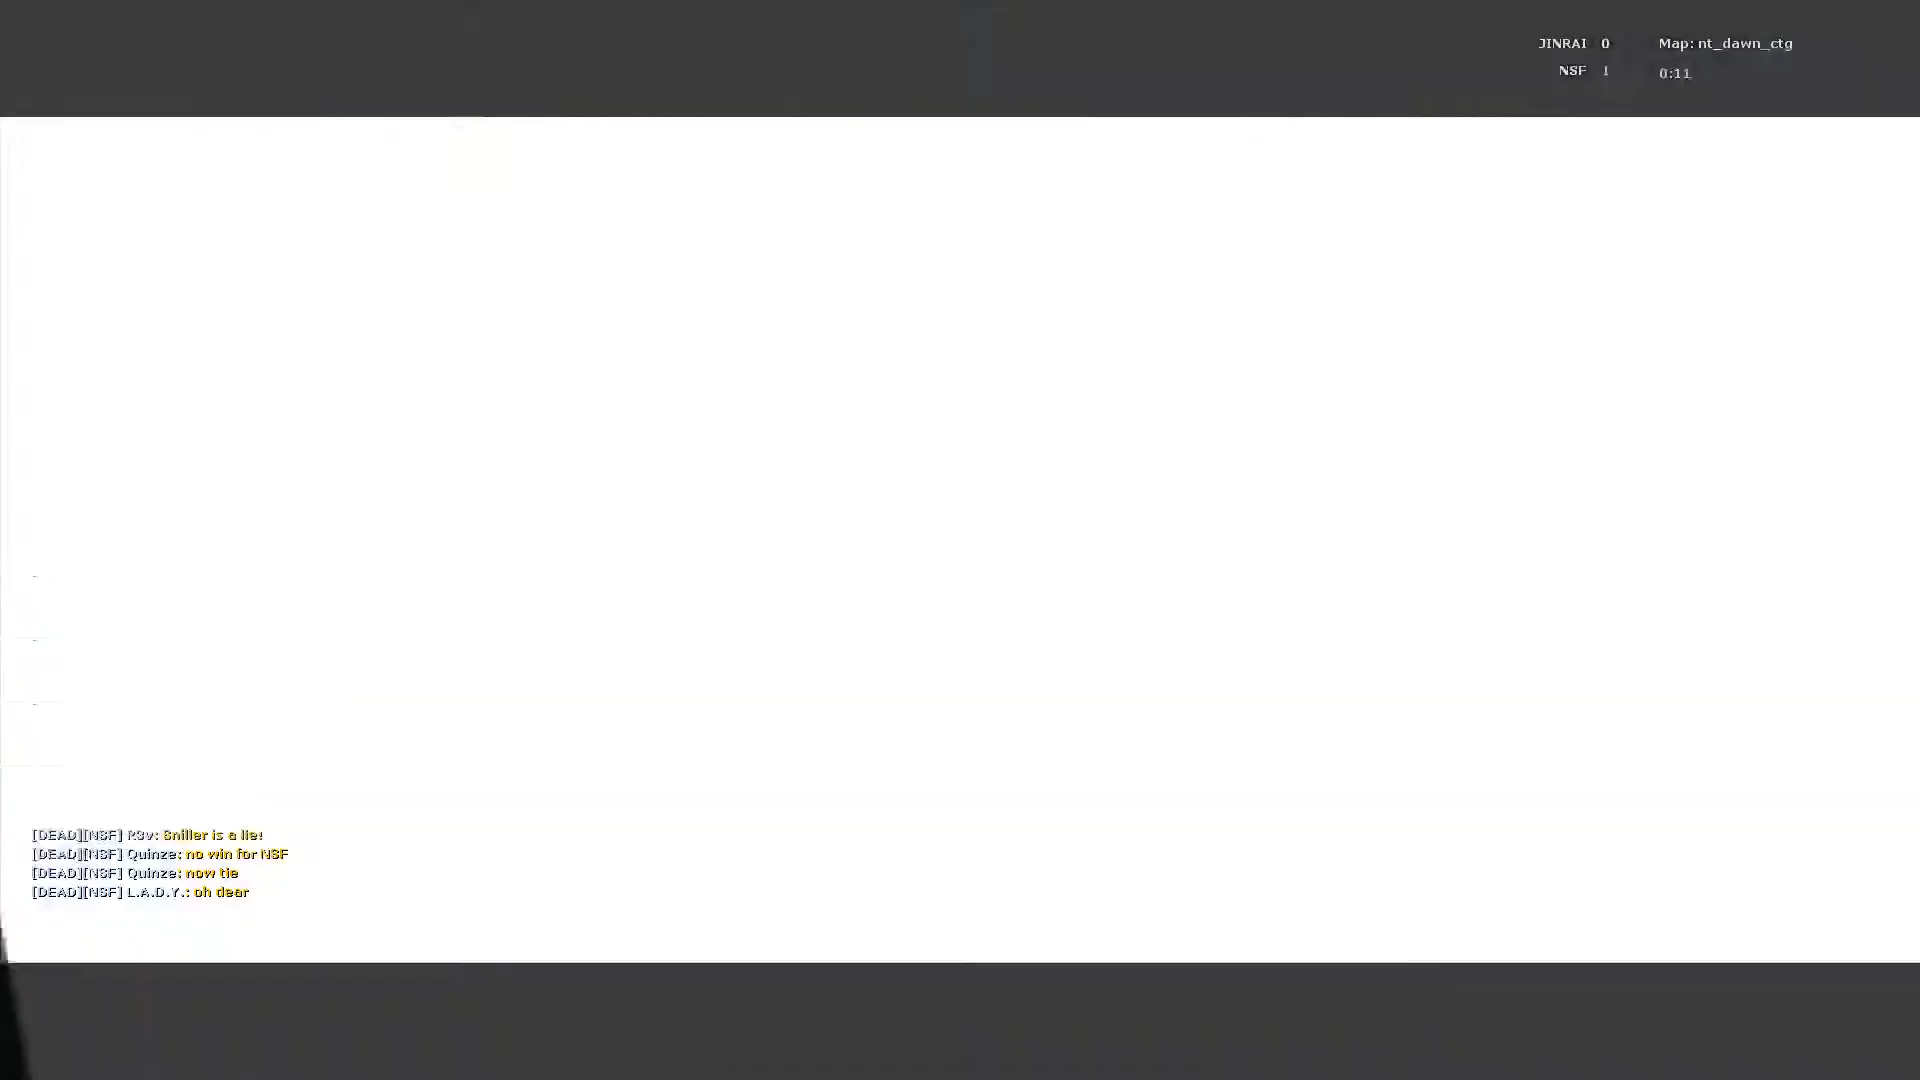 JINRAI 0 Map: nt_dawn_ctg
NSF 1 0:11
[DEAD][NSF] R3v: Sniller is a lie!
[DEAD][NSF] Quinze: no win for NSF
[DEAD][NSF] Quinze: now tie
[DEAD][NSF] L.A.D.Y.: oh dear